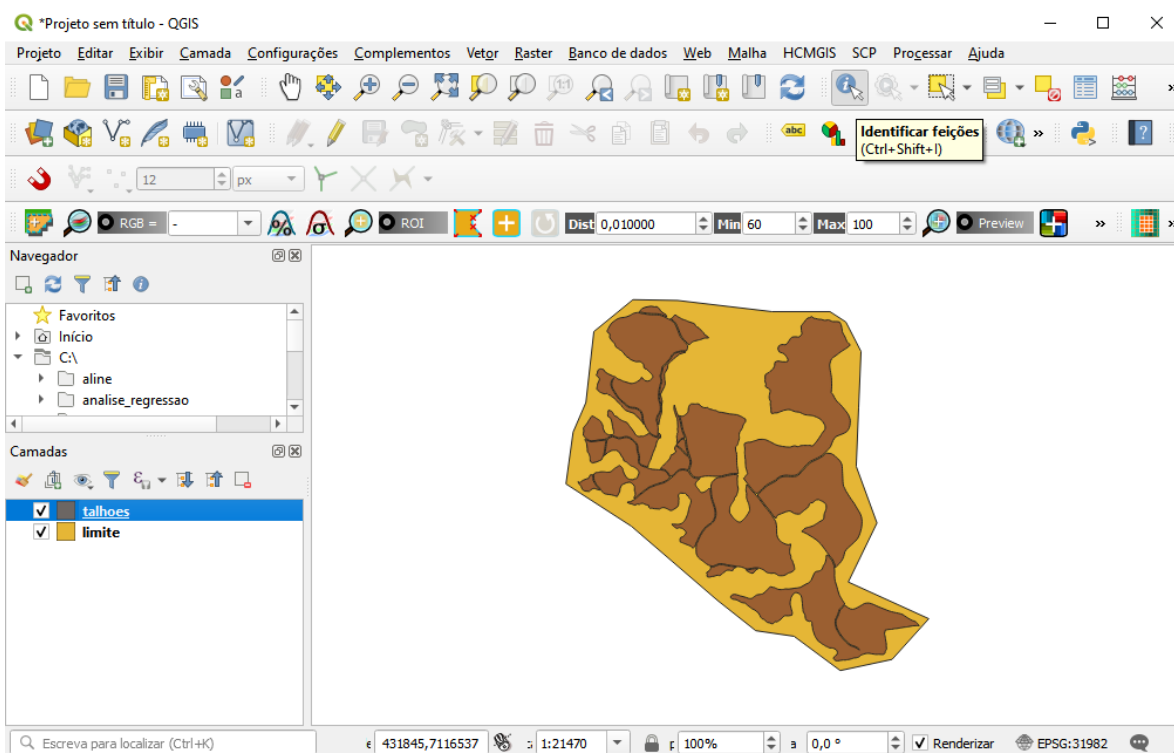 *Projeto sem título - QGIS
Projeto Editar Exibir Camada Configurações Complementos Vetor Raster Banco de dados Web Malha HCMGIS SCP Processar Ajuda
a
»
abc
»
?
Identificar feições
(Ctrl+Shift+I)
12 px
RGB = - ROI Dist 0,010000 Min 60 Max 100 Preview » »
Navegador
Favoritos
Início
C:\
aline
analise_regressao
Camadas
talhoes
limite
Escreva para localizar (Ctrl+K) 431845,7116537 1:21470 100% 0,0 ° Renderizar EPSG:31982